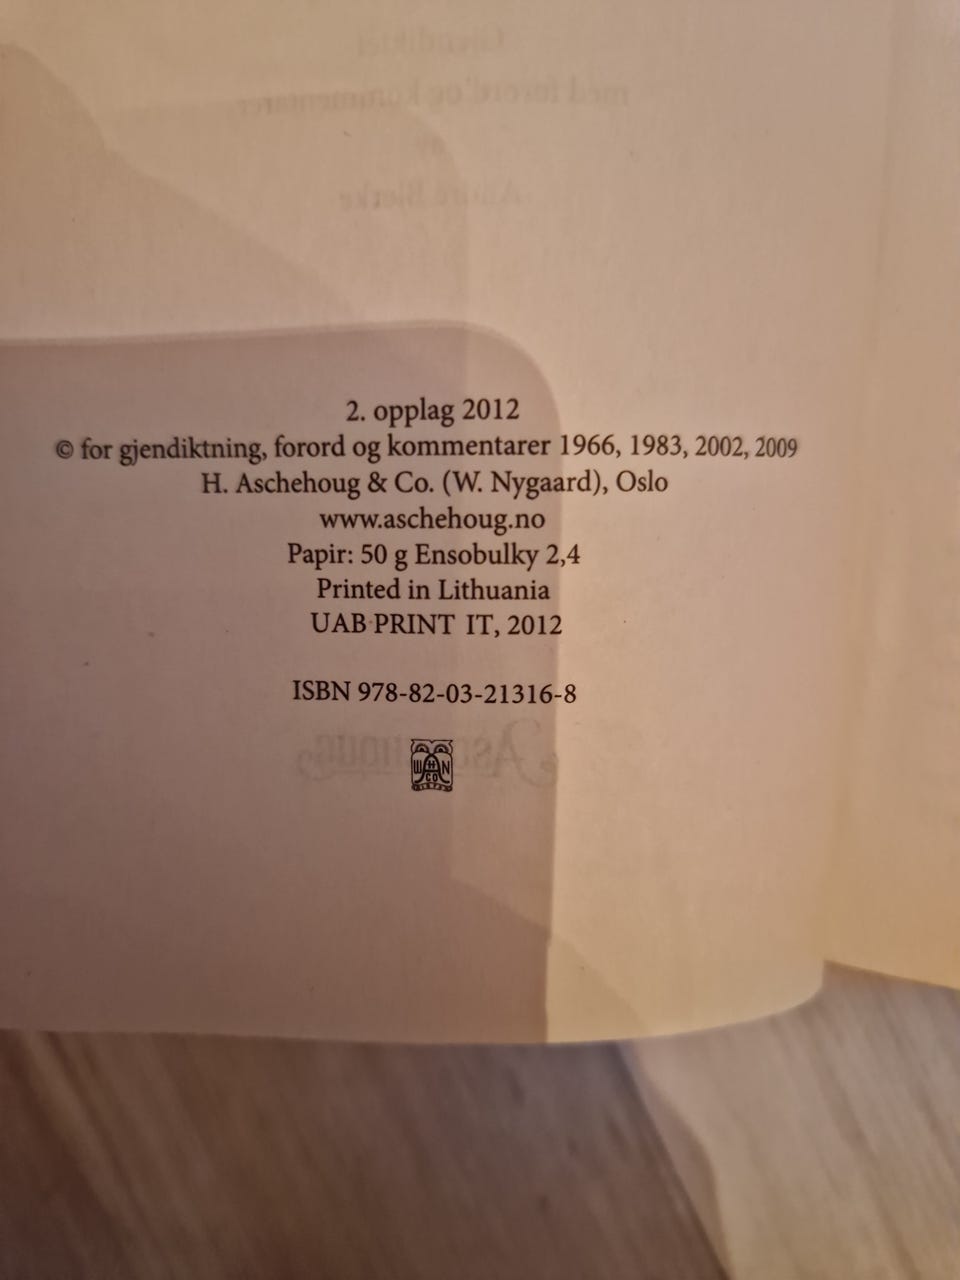 2. opplag 2012
© for gjendiktning, forord og kommentarer 1966, 1983, 2002, 2009
H. Aschehoug & Co. (W. Nygaard), Oslo
www.aschehoug.no
Papir: 50 g Ensobulky 2,4
Printed in Lithuania
UAB PRINT IT, 2012
ISBN 978-82-03-21316-8